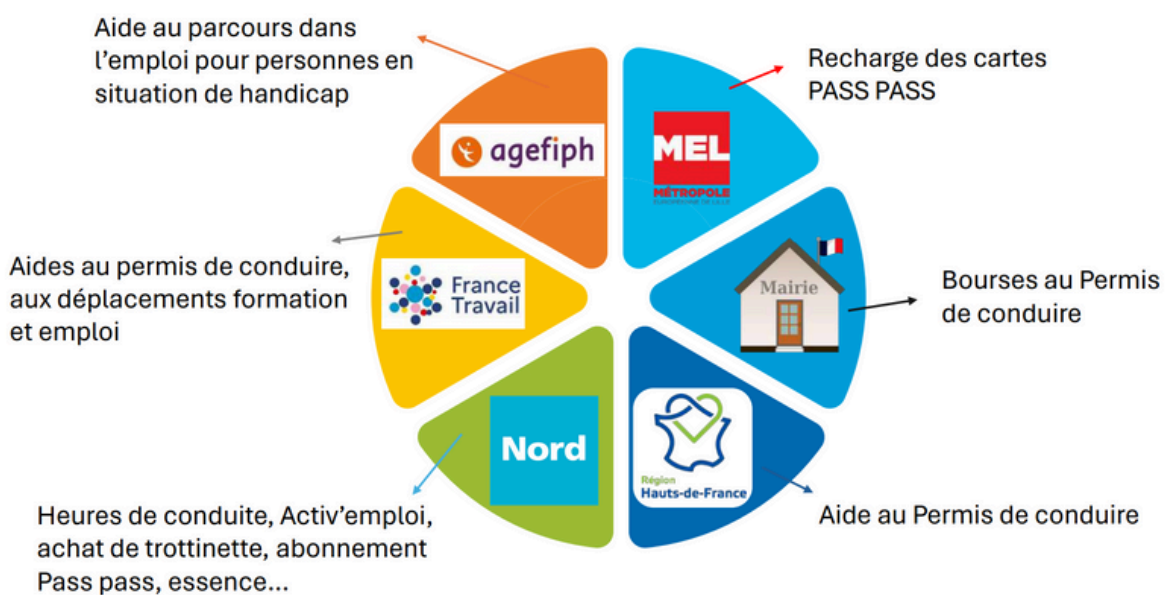 Aide au parcours dans
l’emploi pour personnes en
situation de handicap
Recharge des cartes
PASS PASS
agefiph
MEL
MÉTROPOLE
EUROPÉENNE DE LILLE
Aides au permis de conduire,
aux déplacements formation
et emploi
France
Travail
Mairie
Bourses au Permis
de conduire
Nord
Région
Hauts-de-France
Heures de conduite, Activ’emploi,
achat de trottinette, abonnement
Pass pass, essence...
Aide au Permis de conduire